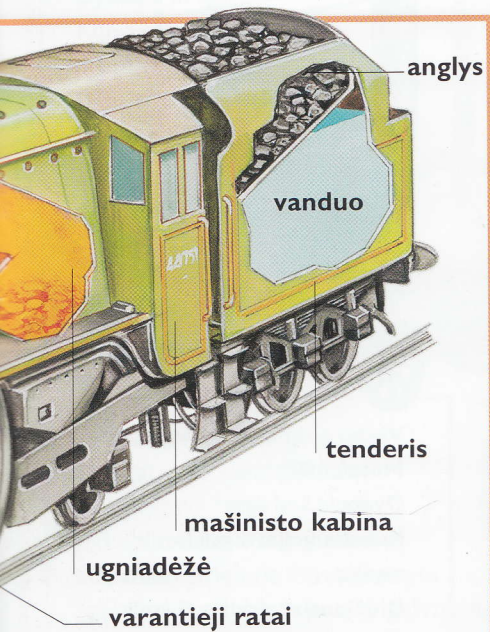 anglys
vanduo
tenderis
mašinisto kabina
ugniadėžė
varantieji ratai